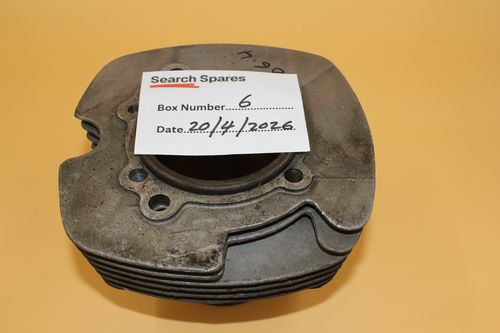 Search Spares
Box Number 6
Date 20/4/2026